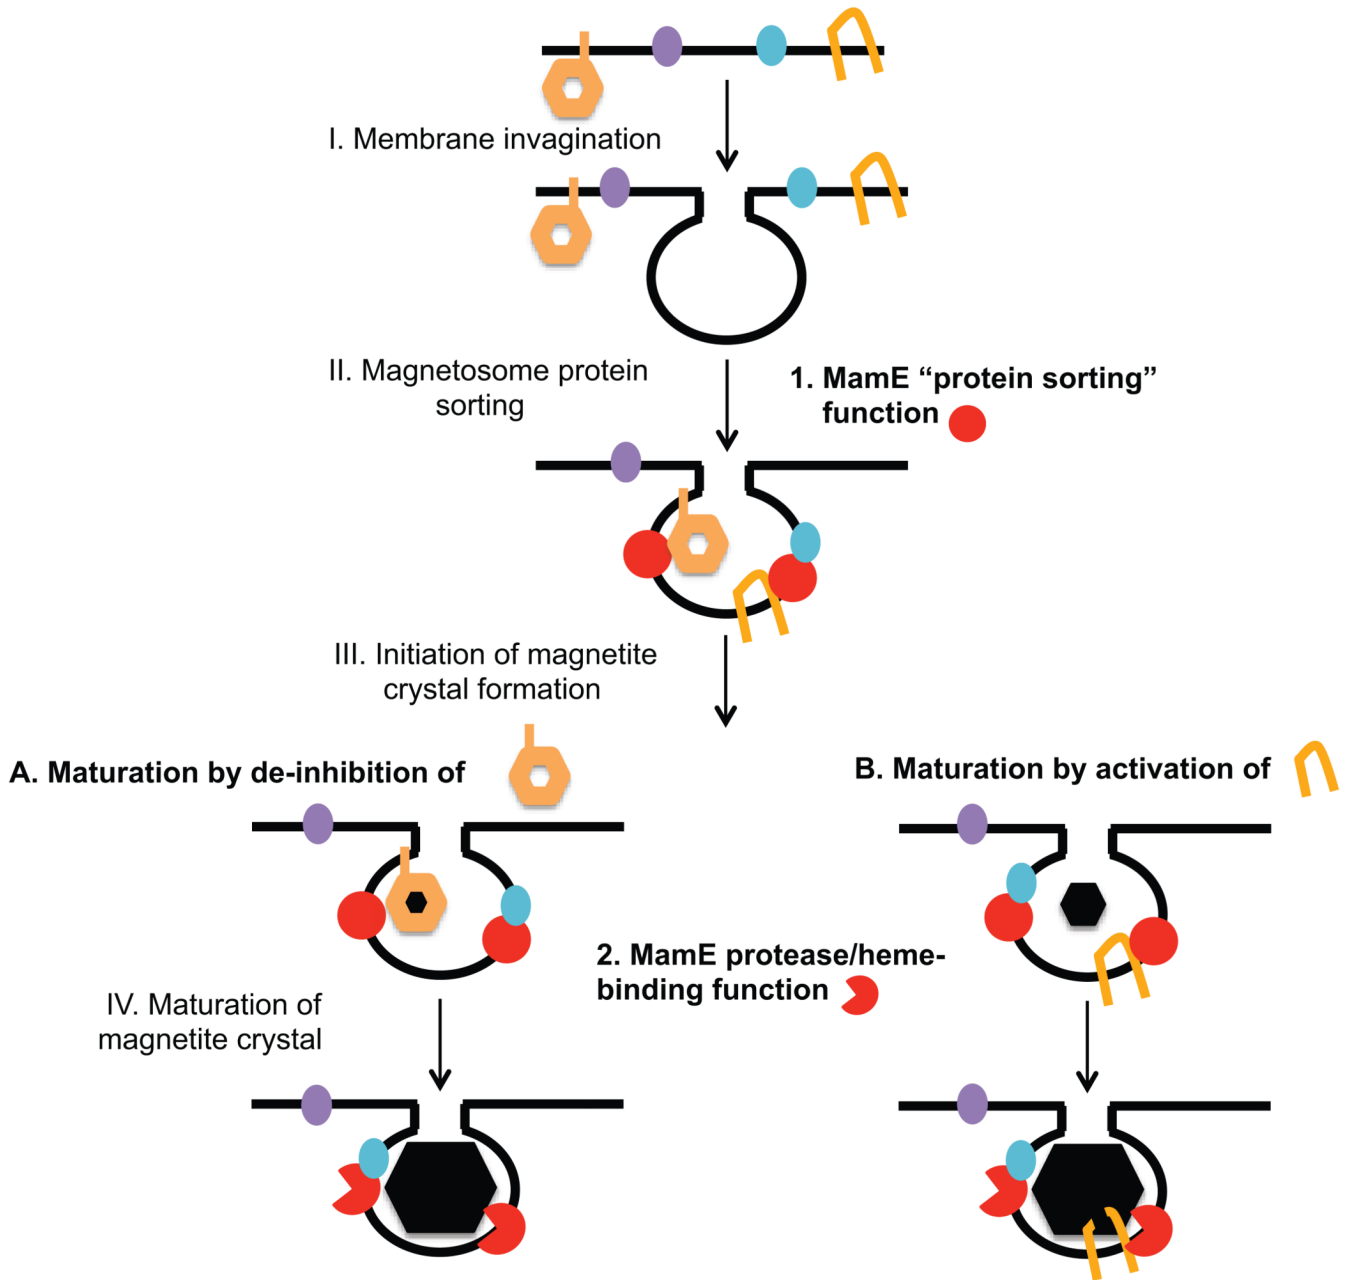 I. Membrane invagination
II. Magnetosome protein
sorting
1. MamE “protein sorting”
function
III. Initiation of magnetite
crystal formation
A. Maturation by de-inhibition of
B. Maturation by activation of
2. MamE protease/heme-
binding function
IV. Maturation of
magnetite crystal